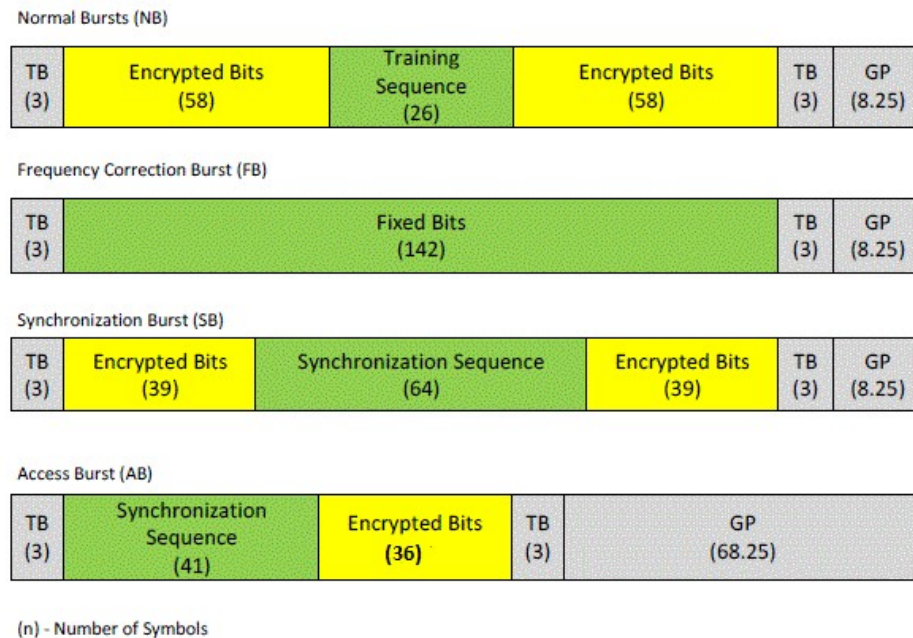 Normal Bursts (NB)
TB
(3)
Encrypted Bits
(58)
Training
Sequence
(26)
Encrypted Bits
(58)
TB
(3)
GP
(8.25)
Frequency Correction Burst (FB)
TB
(3)
Fixed Bits
(142)
TB
(3)
GP
(8.25)
Synchronization Burst (SB)
TB
(3)
Encrypted Bits
(39)
Synchronization Sequence
(64)
Encrypted Bits
(39)
TB
(3)
GP
(8.25)
Access Burst (AB)
TB
(3)
Synchronization
Sequence
(41)
Encrypted Bits
(36)
TB
(3)
GP
(68.25)
(n) - Number of Symbols